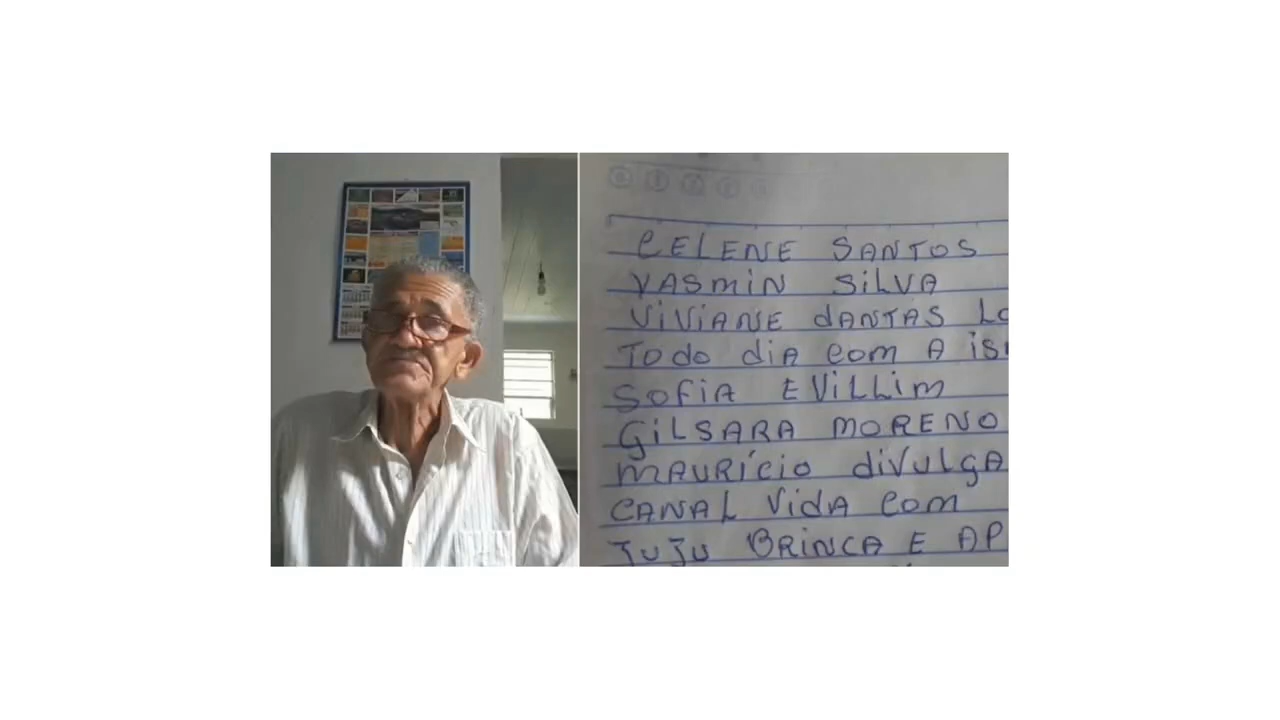 CELENE SANTOS
YASMIN SILVA
VIVIANE DANTAS
TODO DIA COM A
SOFIA EVILLIM
GILSARA MORENO
MAURÍCIO DIVULGA
CANAL VIDA COM
JUJU BRINCA E AP